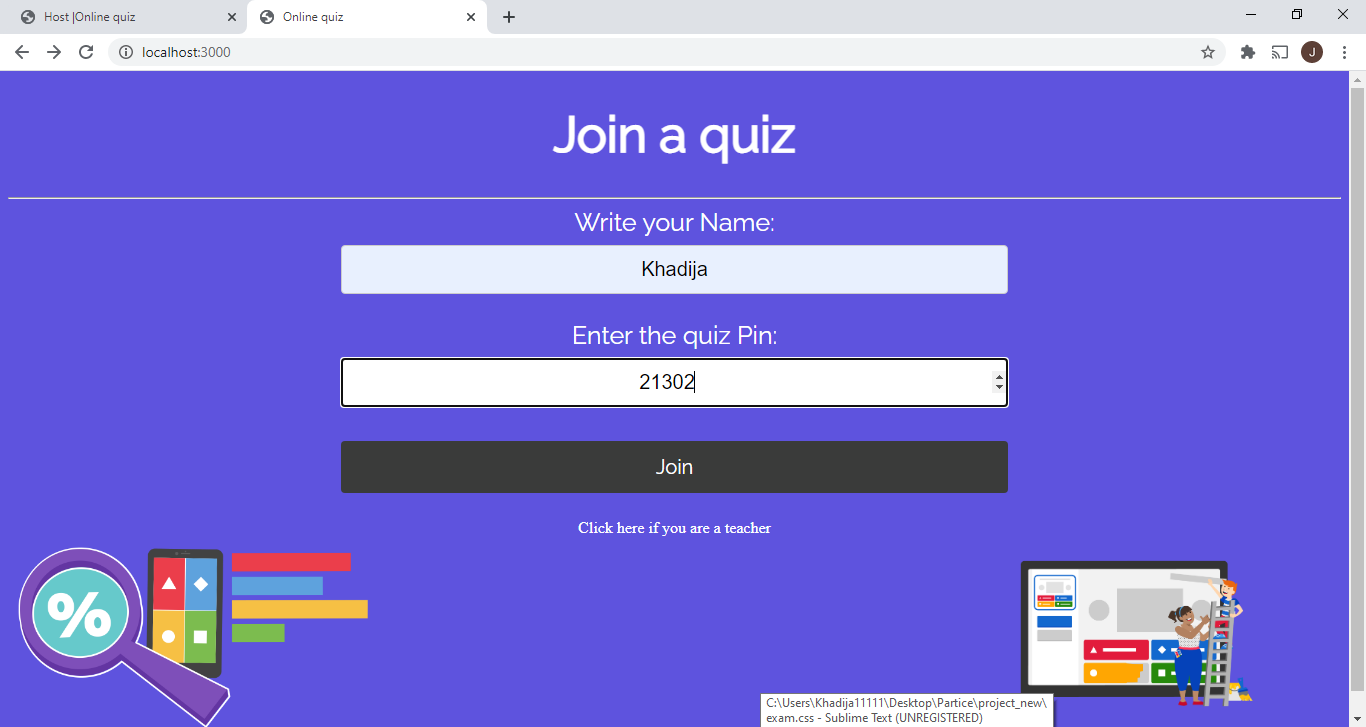 Host |Online quiz
Online quiz
localhost:3000
J
Join a quiz
Write your Name:
Khadija
Enter the quiz Pin:
21302
Join
Click here if you are a teacher
%
C:\Users\Khadija11111\Desktop\Partice\project_new\
exam.css - Sublime Text (UNREGISTERED)